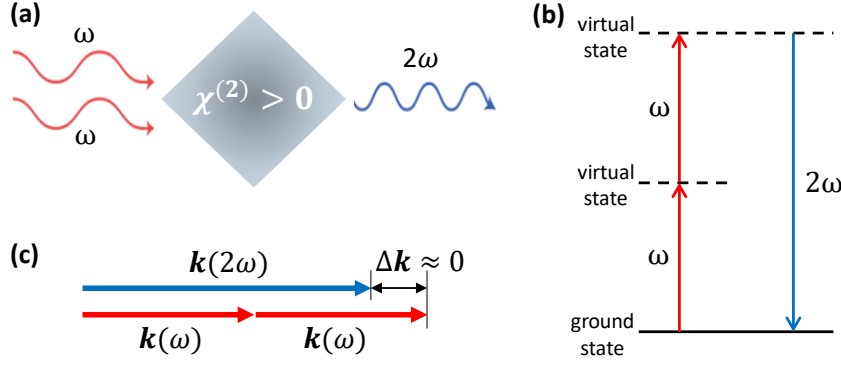 (a)
ω
ω
χ⁽²⁾ > 0
2ω
(b)
virtual
state
ω
virtual
state
2ω
ω
ground
state
(c)
k(2ω)
Δk ≈ 0
k(ω)
k(ω)